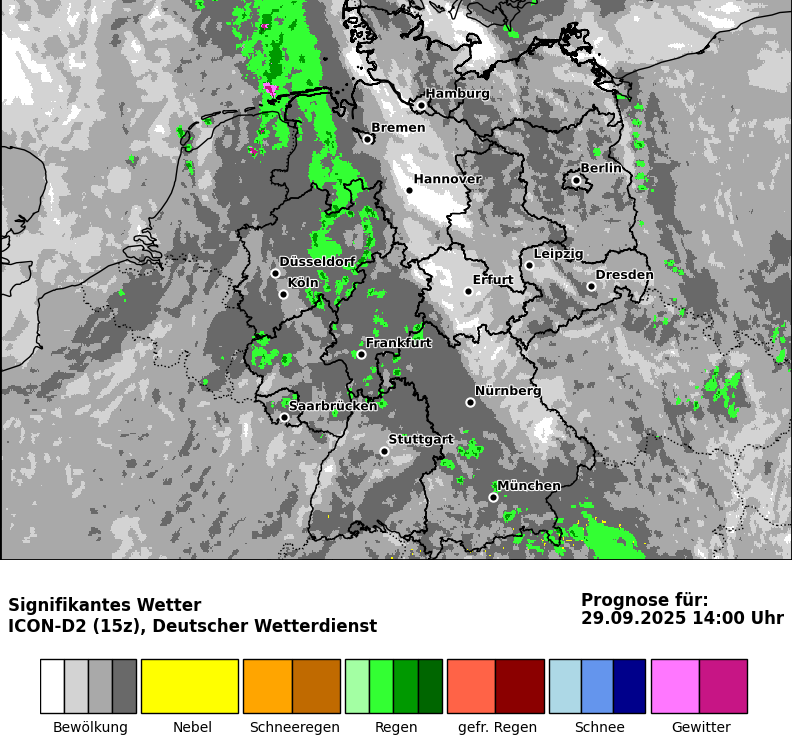 Hamburg
Bremen
Hannover
Berlin
Düsseldorf
Leipzig
Köln
Erfurt
Dresden
Frankfurt
Nürnberg
Saarbrücken
Stuttgart
München
Signifikantes Wetter
ICON-D2 (15z), Deutscher Wetterdienst
Prognose für:
29.09.2025 14:00 Uhr
Bewölkung
Nebel
Schneeregen
Regen
gefr. Regen
Schnee
Gewitter